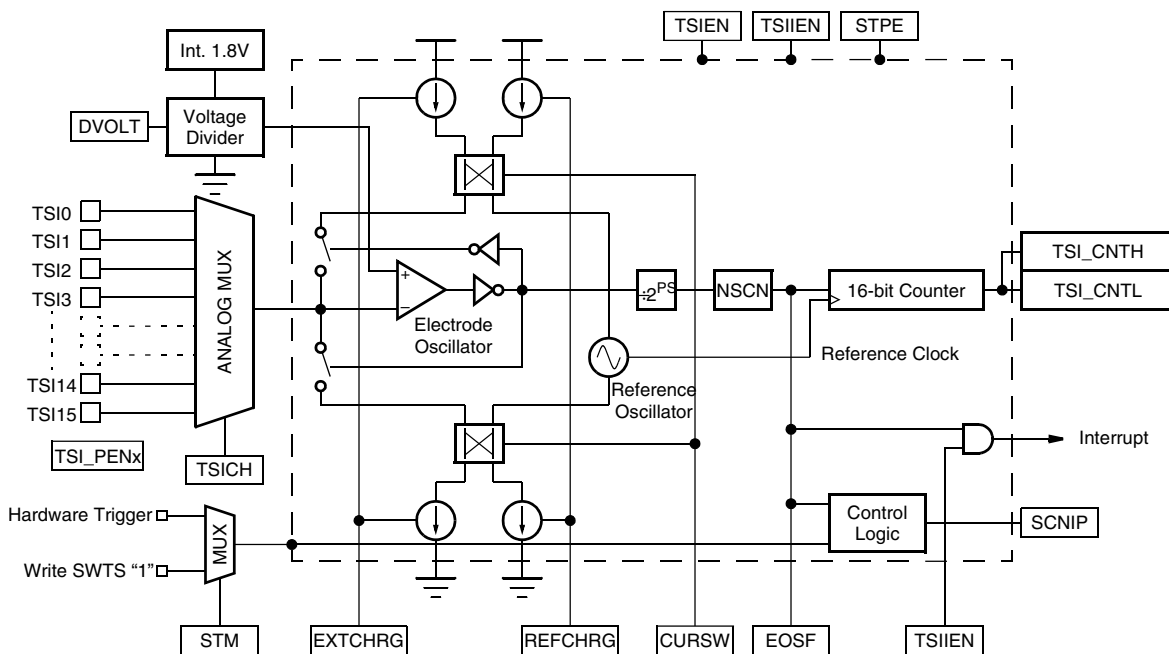 TSIEN
TSIIEN
STPE
Int. 1.8V
DVOLT
Voltage
Divider
TSI0
TSI1
TSI2
TSI3
TSI14
TSI15
ANALOG MUX
TSI_PENx
TSICH
+
−
Electrode
Oscillator
÷2PS
NSCN
16-bit Counter
TSI_CNTH
TSI_CNTL
Reference Clock
Reference
Oscillator
Interrupt
Hardware Trigger
Write SWTS “1”
MUX
Control
Logic
SCNIP
STM
EXTCHRG
REFCHRG
CURSW
EOSF
TSIIEN